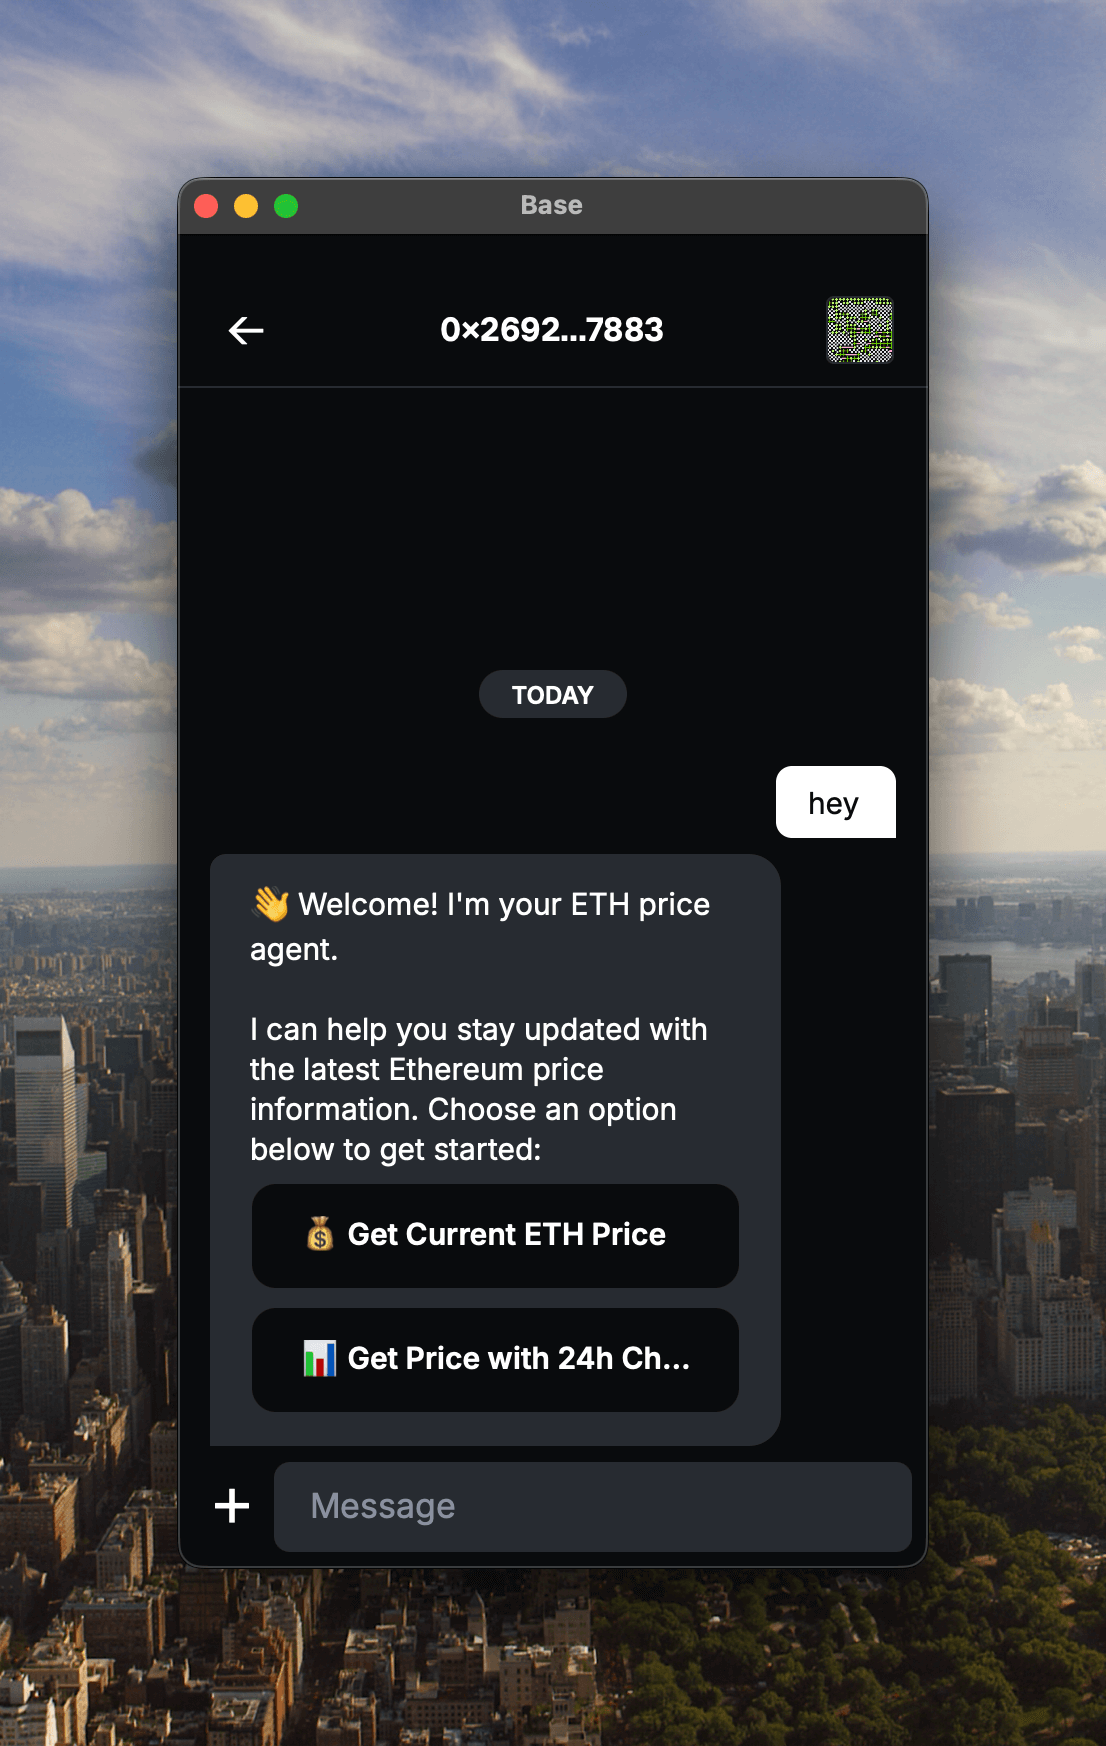 Base
0×2692...7883
TODAY
hey
👋 Welcome! I'm your ETH price
agent.
I can help you stay updated with
the latest Ethereum price
information. Choose an option
below to get started:
💰 Get Current ETH Price
📊 Get Price with 24h Ch...
Message